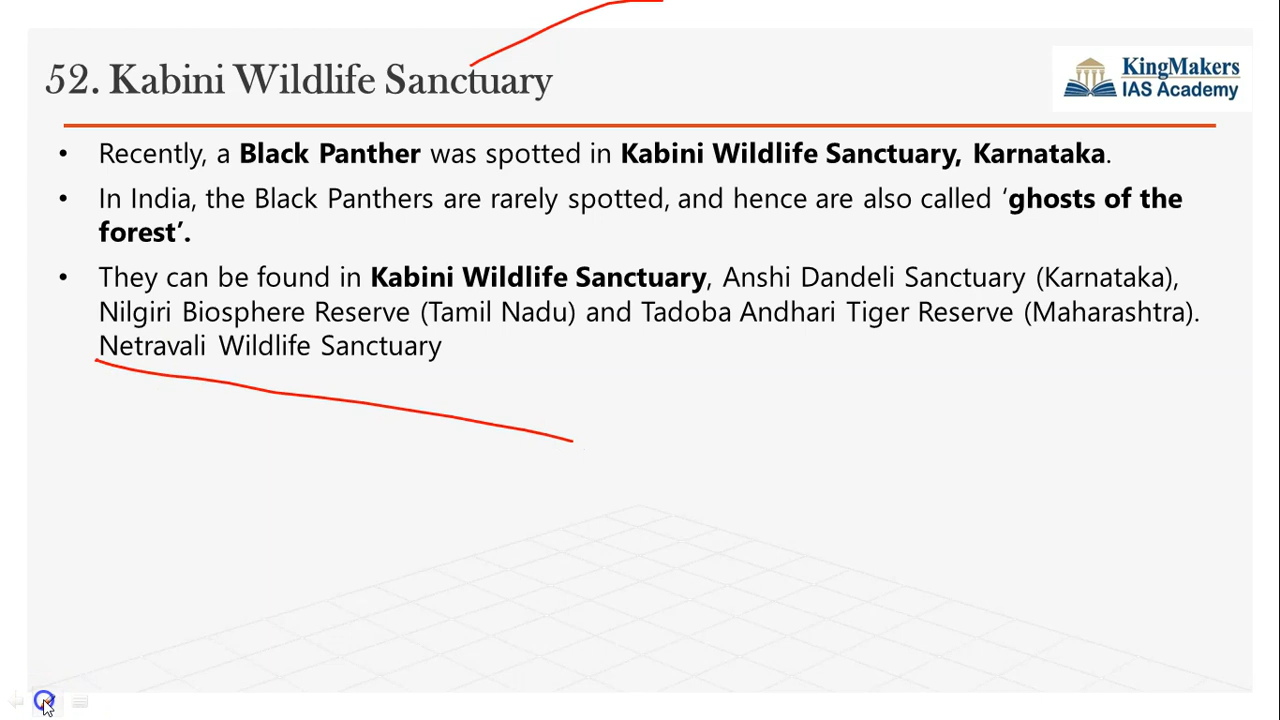 52. Kabini Wildlife Sanctuary
KingMakers
IAS Academy
• Recently, a Black Panther was spotted in Kabini Wildlife Sanctuary, Karnataka.
• In India, the Black Panthers are rarely spotted, and hence are also called ‘ghosts of the
forest’.
• They can be found in Kabini Wildlife Sanctuary, Anshi Dandeli Sanctuary (Karnataka),
Nilgiri Biosphere Reserve (Tamil Nadu) and Tadoba Andhari Tiger Reserve (Maharashtra).
Netravali Wildlife Sanctuary